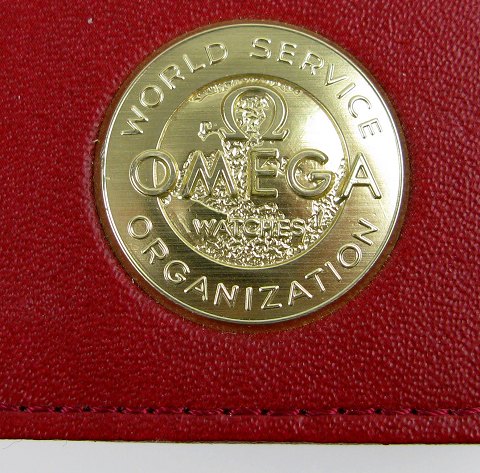 WORLD SERVICE
Ω
OMEGA
WATCHES
ORGANIZATION